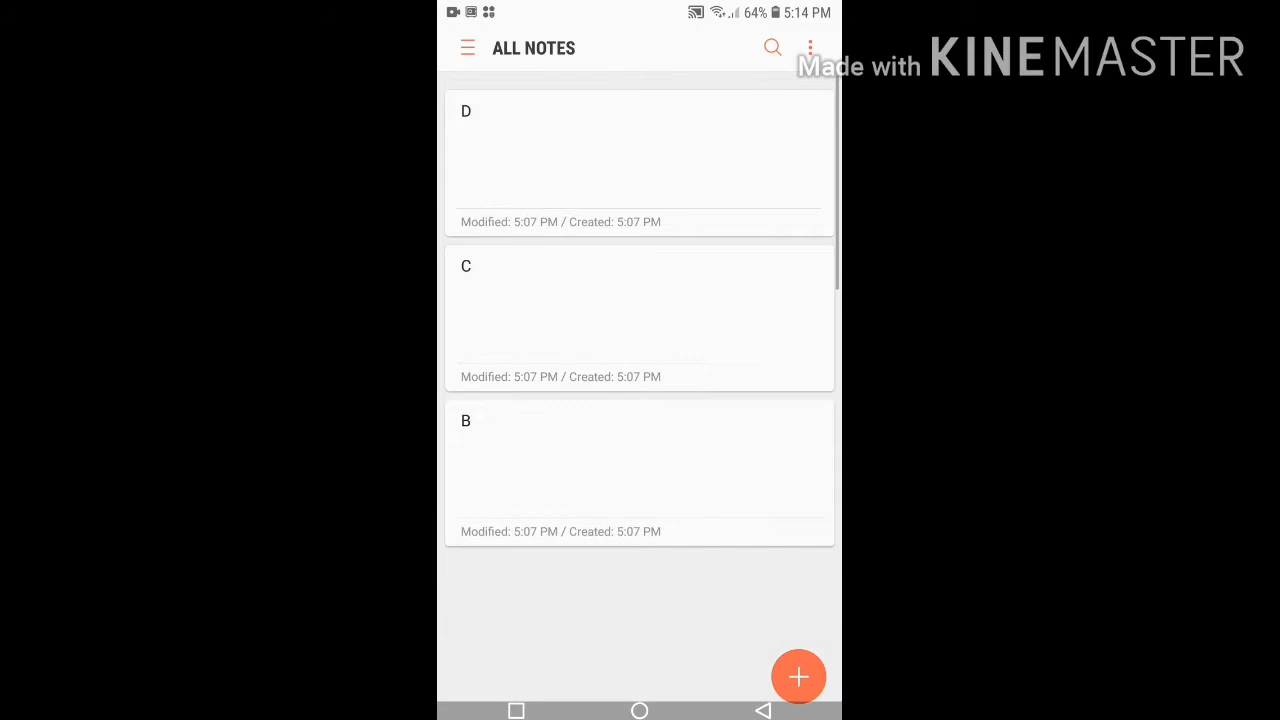 64% 5:14 PM
ALL NOTES
Made with KINEMASTER
D
Modified: 5:07 PM / Created: 5:07 PM
C
Modified: 5:07 PM / Created: 5:07 PM
B
Modified: 5:07 PM / Created: 5:07 PM